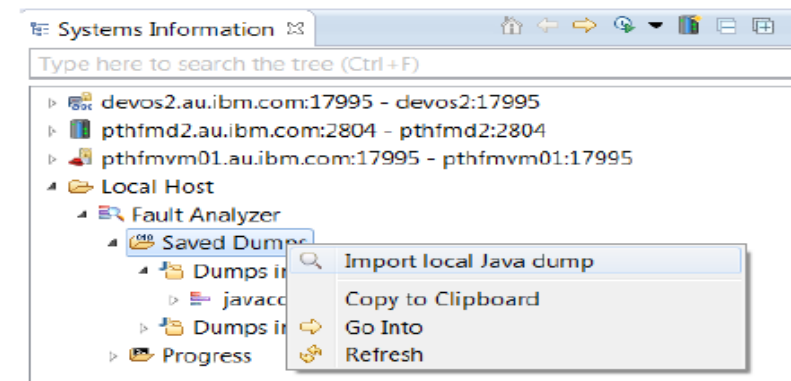 Systems Information
Type here to search the tree (Ctrl+F)
devos2.au.ibm.com:17995 - devos2:17995
pthfmd2.au.ibm.com:2804 - pthfmd2:2804
pthfmvm01.au.ibm.com:17995 - pthfmvm01:17995
Local Host
Fault Analyzer
Saved Dumps
Import local Java dump
Dumps in
Copy to Clipboard
Go Into
Dumps in
Refresh
Progress